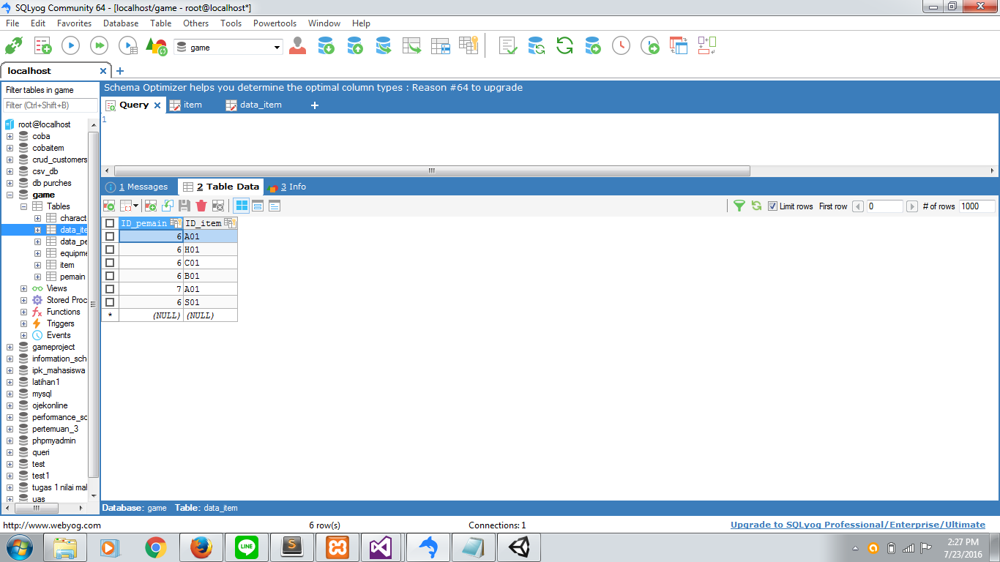 SQLyog Community 64 - [localhost/game - root@localhost*]
File Edit Favorites Database Table Others Tools Powertools Window Help
game
localhost
Filter tables in game
Filter (Ctrl+Shift+B)
root@localhost
coba
cobaitem
crud_customers
csv_db
db purches
game
Tables
charact
data_ite
data_pe
equipme
item
pemain
Views
Stored Proc
Functions
Triggers
Events
gameproject
information_sch
ipk_mahasiswa
latihan1
mysql
ojekonline
performance_sc
pertemuan_3
phpmyadmin
queri
test
test1
tugas 1 nilai mal
uas
Schema Optimizer helps you determine the optimal column types : Reason #64 to upgrade
Query item data_item
1
1 Messages 2 Table Data 3 Info
Limit rows First row 0 # of rows 1000
ID_pemain ID_item
6 A01
6 H01
6 C01
6 B01
7 A01
6 S01
* (NULL) (NULL)
Database: game Table: data_item
http://www.webyog.com 6 row(s) Connections: 1 Upgrade to SQLyog Professional/Enterprise/Ultimate
LINE
2:27 PM
7/23/2016